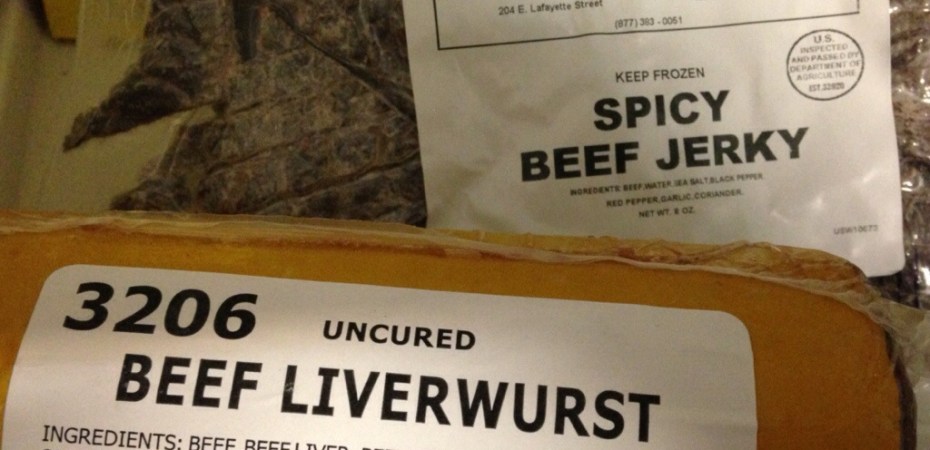 204 E. Lafayette Street
(877) 383 - 0051
U.S.
INSPECTED
AND PASSED BY
DEPARTMENT OF
AGRICULTURE
KEEP FROZEN
SPICY
BEEF JERKY
INGREDIENTS: BEEF, WATER, SEA SALT, BLACK PEPPER,
RED PEPPER, GARLIC, CORIANDER.
NET WT. 8 OZ.
3206
UNCURED
BEEF LIVERWURST
INGREDIENTS: BEEF, BEEF LIVER,